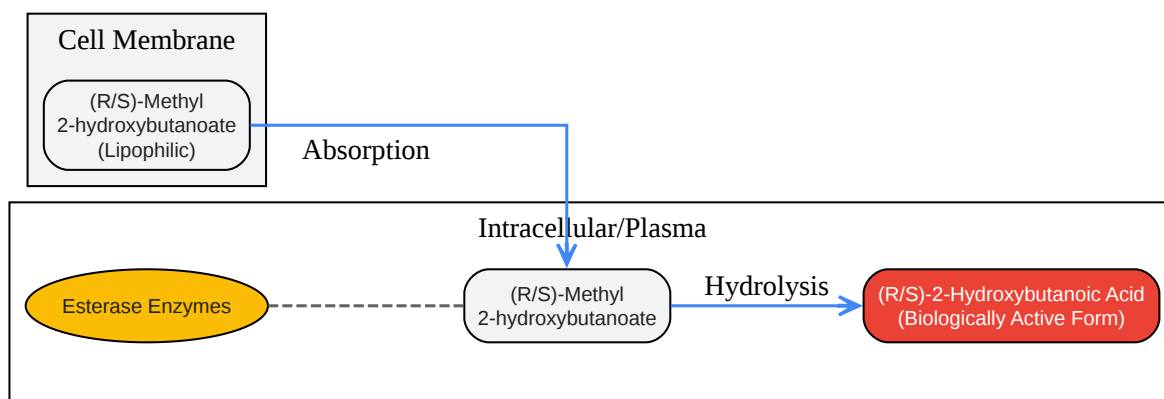 Cell Membrane
(R/S)-Methyl
2-hydroxybutanoate
(Lipophilic)
Absorption
Intracellular/Plasma
Esterase Enzymes
(R/S)-Methyl
2-hydroxybutanoate
Hydrolysis
(R/S)-2-Hydroxybutanoic Acid
(Biologically Active Form)